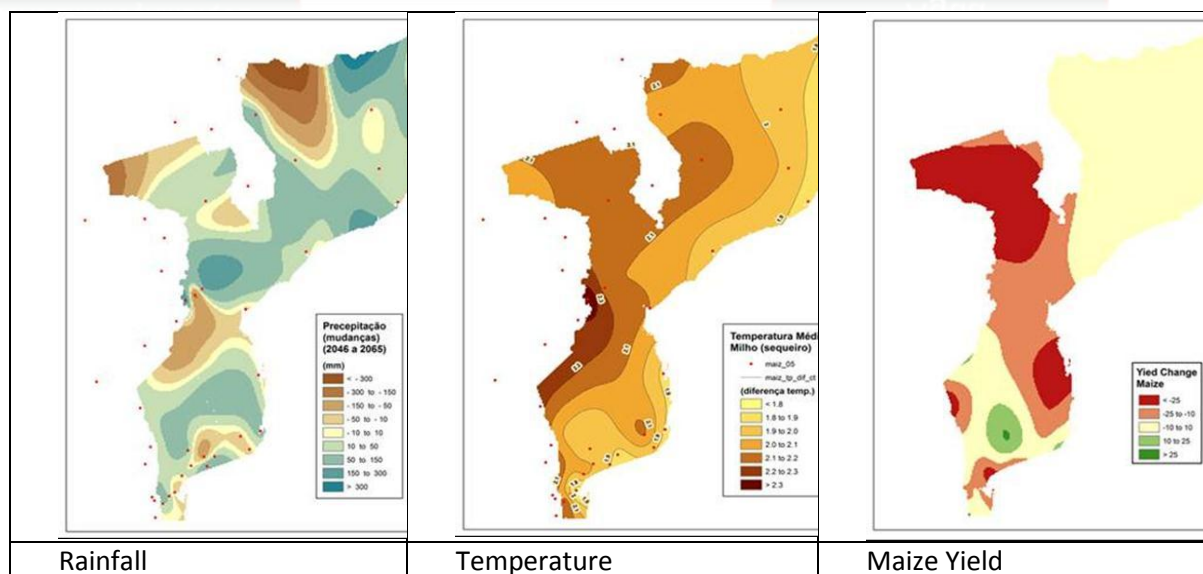 Precepitação
(mudanças)
(2046 a 2065)
(mm)
< - 300
- 300 to - 150
- 150 to - 50
- 50 to - 10
- 10 to 10
10 to 50
50 to 150
150 to 300
> 300
Temperatura Médi
Milho (sequeiro)
maiz_05
maiz_tp_dif_ct
(diferença temp.)
< 1.8
1.8 to 1.9
1.9 to 2.0
2.0 to 2.1
2.1 to 2.2
2.2 to 2.3
> 2.3
Yied Change
Maize
< -25
-25 to -10
-10 to 10
10 to 25
> 25
Rainfall
Temperature
Maize Yield